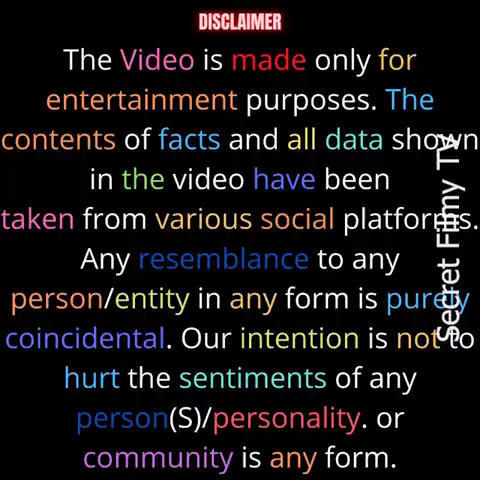 DISCLAIMER
The Video is made only for
entertainment purposes. The
contents of facts and all data shown
in the video have been
taken from various social platforms.
Any resemblance to any
person/entity in any form is purely
coincidental. Our intention is not to
hurt the sentiments of any
person(S)/personality. or
community is any form.
Secret Filmy TV